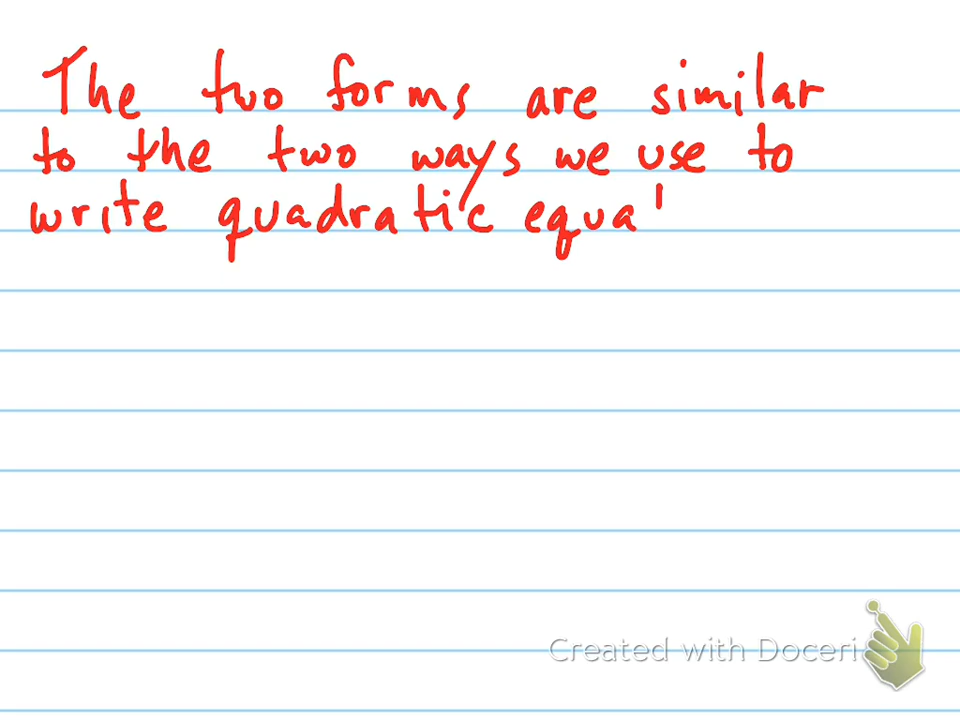 The two forms are similar
to the two ways we use to
write quadratic equa
Created with Doceri